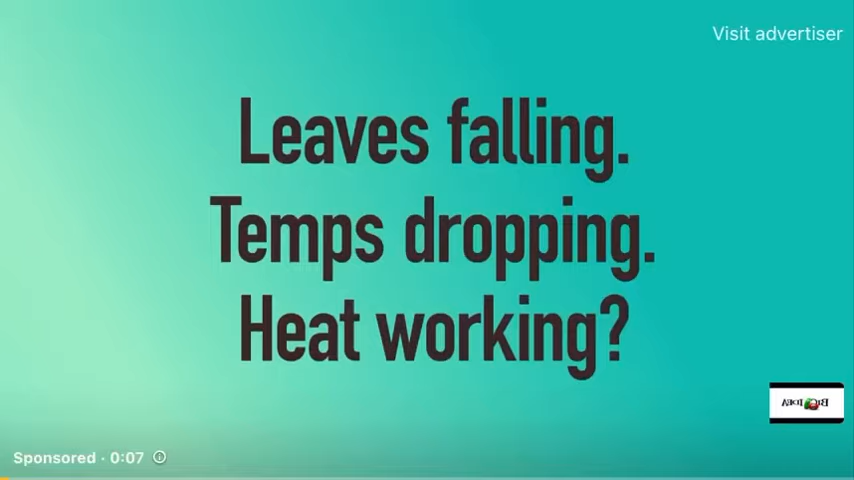 Visit advertiser
Leaves falling.
Temps dropping.
Heat working?
Sponsored · 0:07